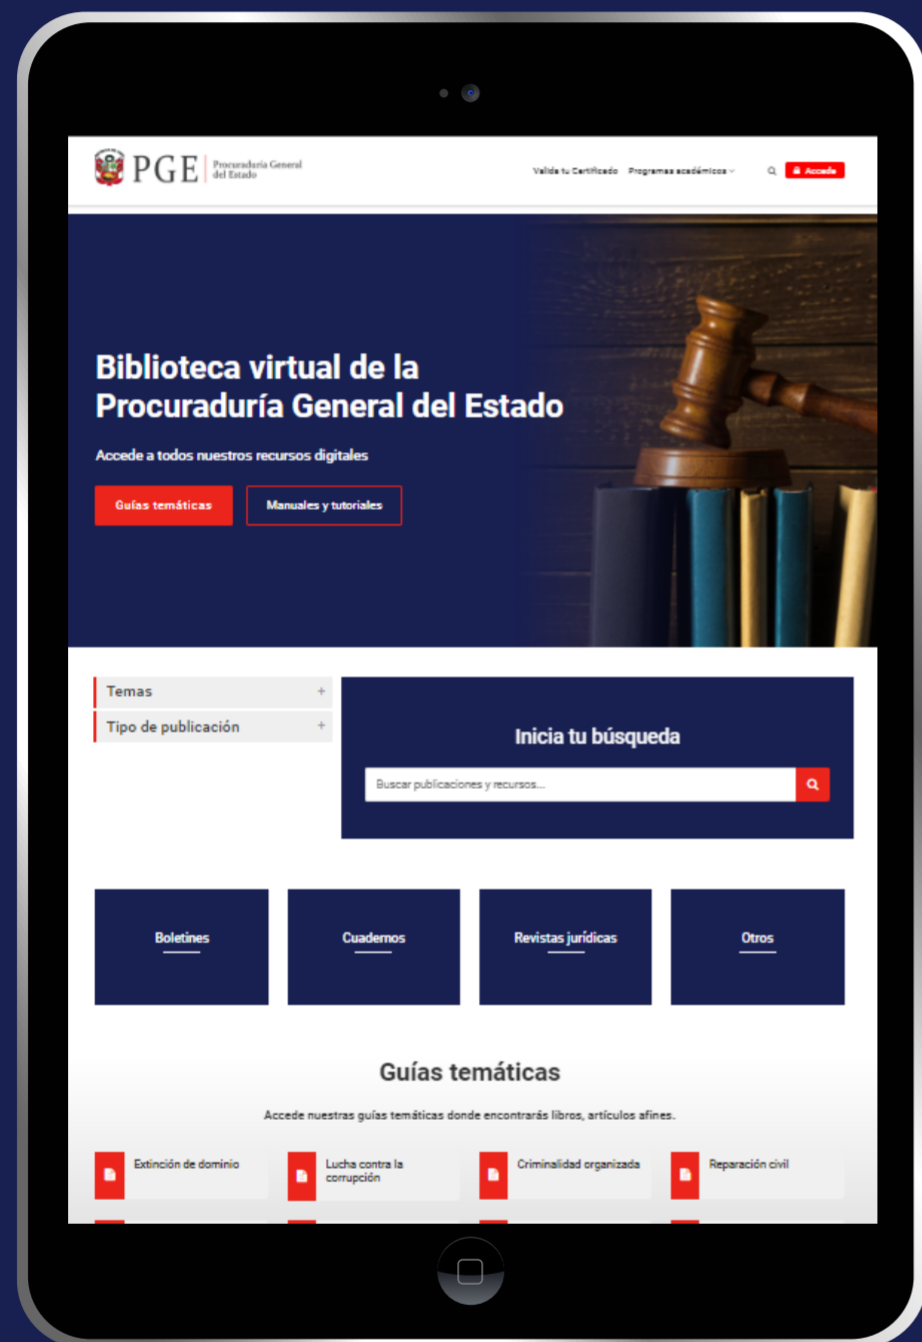 PGE
Procuraduría General
del Estado
Valida tu Certificado
Programas académicos
Accede
Biblioteca virtual de la
Procuraduría General del Estado
Accede a todos nuestros recursos digitales
Guías temáticas
Manuales y tutoriales
Temas +
Tipo de publicación +
Inicia tu búsqueda
Buscar publicaciones y recursos...
Boletines
Cuadernos
Revistas jurídicas
Otros
Guías temáticas
Accede nuestras guías temáticas donde encontrarás libros, artículos afines.
Extinción de dominio
Lucha contra la
corrupción
Criminalidad organizada
Reparación civil